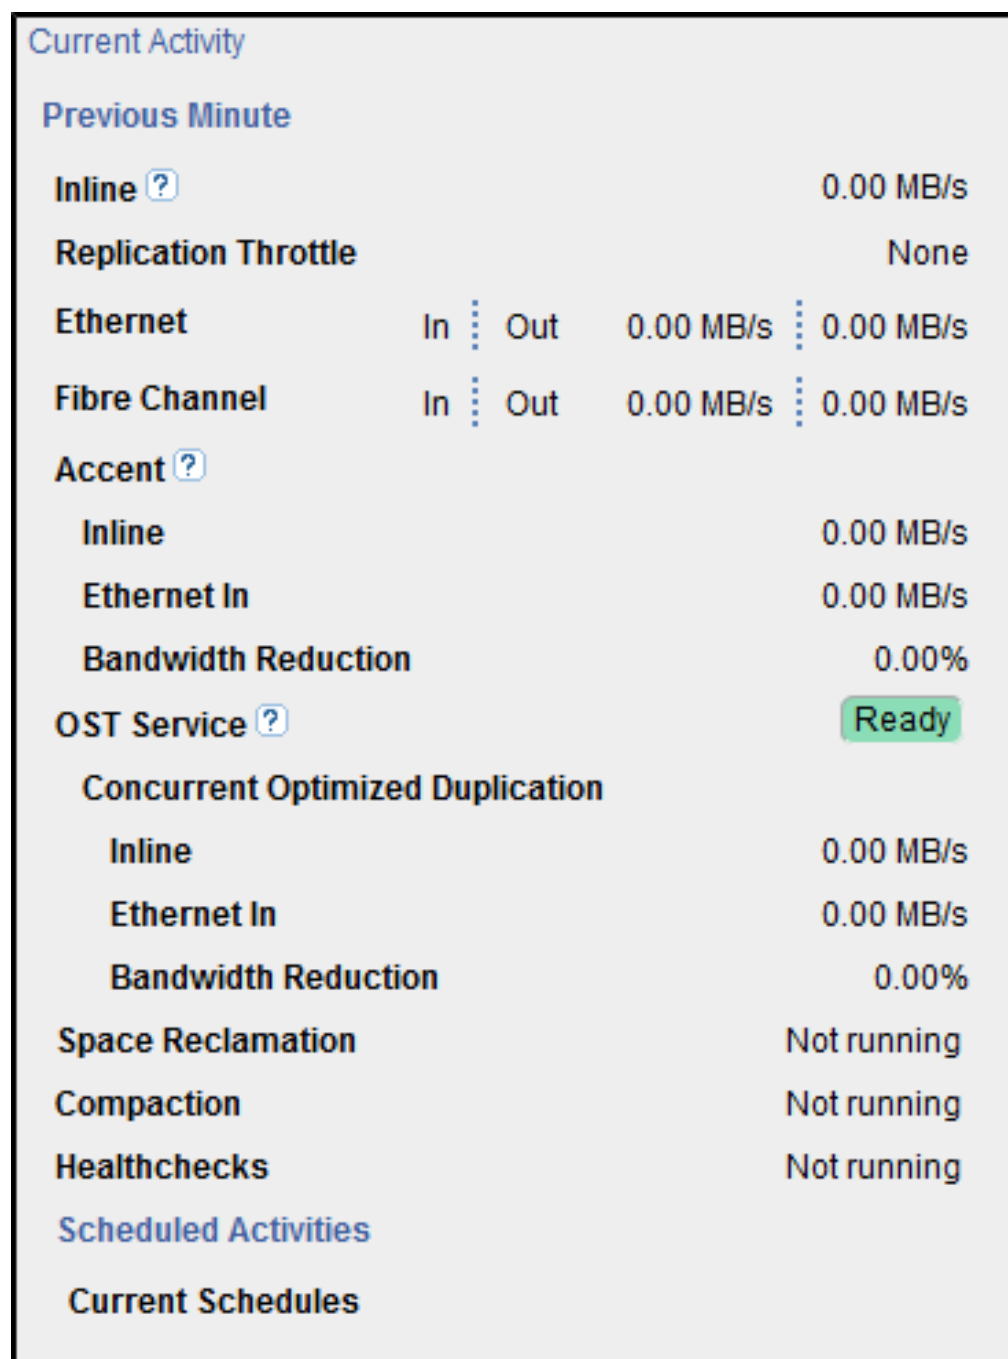 Current Activity
Previous Minute
Inline ? 0.00 MB/s
Replication Throttle None
Ethernet In Out 0.00 MB/s 0.00 MB/s
Fibre Channel In Out 0.00 MB/s 0.00 MB/s
Accent ?
Inline 0.00 MB/s
Ethernet In 0.00 MB/s
Bandwidth Reduction 0.00%
OST Service ? Ready
Concurrent Optimized Duplication
Inline 0.00 MB/s
Ethernet In 0.00 MB/s
Bandwidth Reduction 0.00%
Space Reclamation Not running
Compaction Not running
Healthchecks Not running
Scheduled Activities
Current Schedules